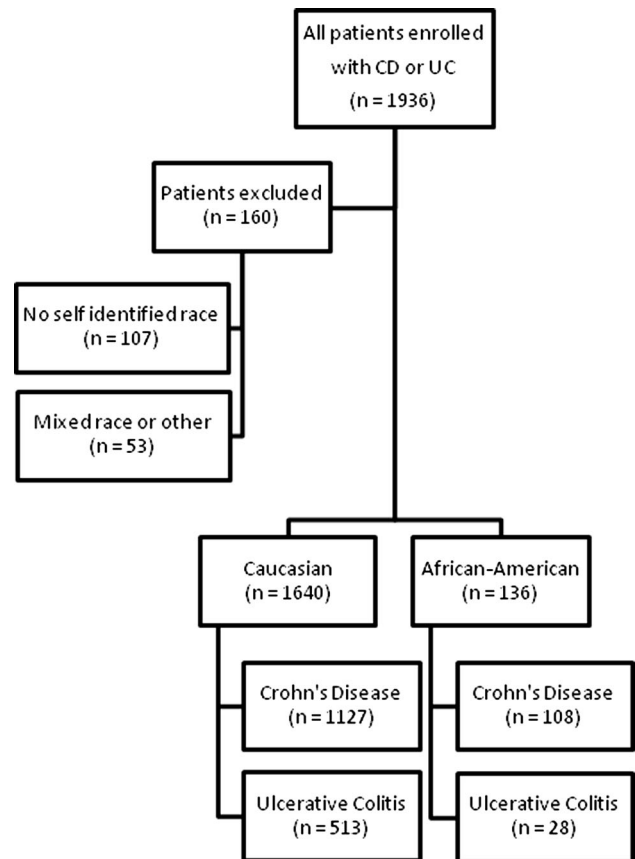 All patients enrolled
with CD or UC
(n = 1936)
Patients excluded
(n = 160)
No self identified race
(n = 107)
Mixed race or other
(n = 53)
Caucasian
(n = 1640)
African-American
(n = 136)
Crohn's Disease
(n = 1127)
Crohn's Disease
(n = 108)
Ulcerative Colitis
(n = 513)
Ulcerative Colitis
(n = 28)